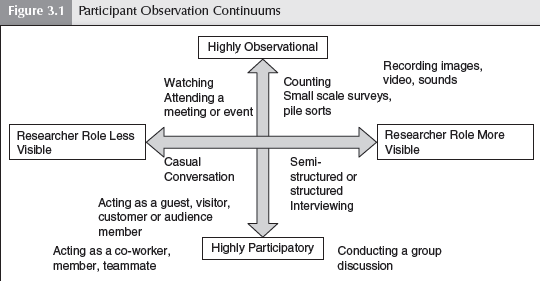 Figure 3.1 Participant Observation Continuums
Highly Observational
Recording images,
video, sounds
Watching
Attending a
meeting or event
Counting
Small scale surveys,
pile sorts
Researcher Role Less
Visible
Researcher Role More
Visible
Casual
Conversation
Semi-
structured or
structured
Interviewing
Acting as a guest, visitor,
customer or audience
member
Acting as a co-worker,
member, teammate
Highly Participatory
Conducting a group
discussion